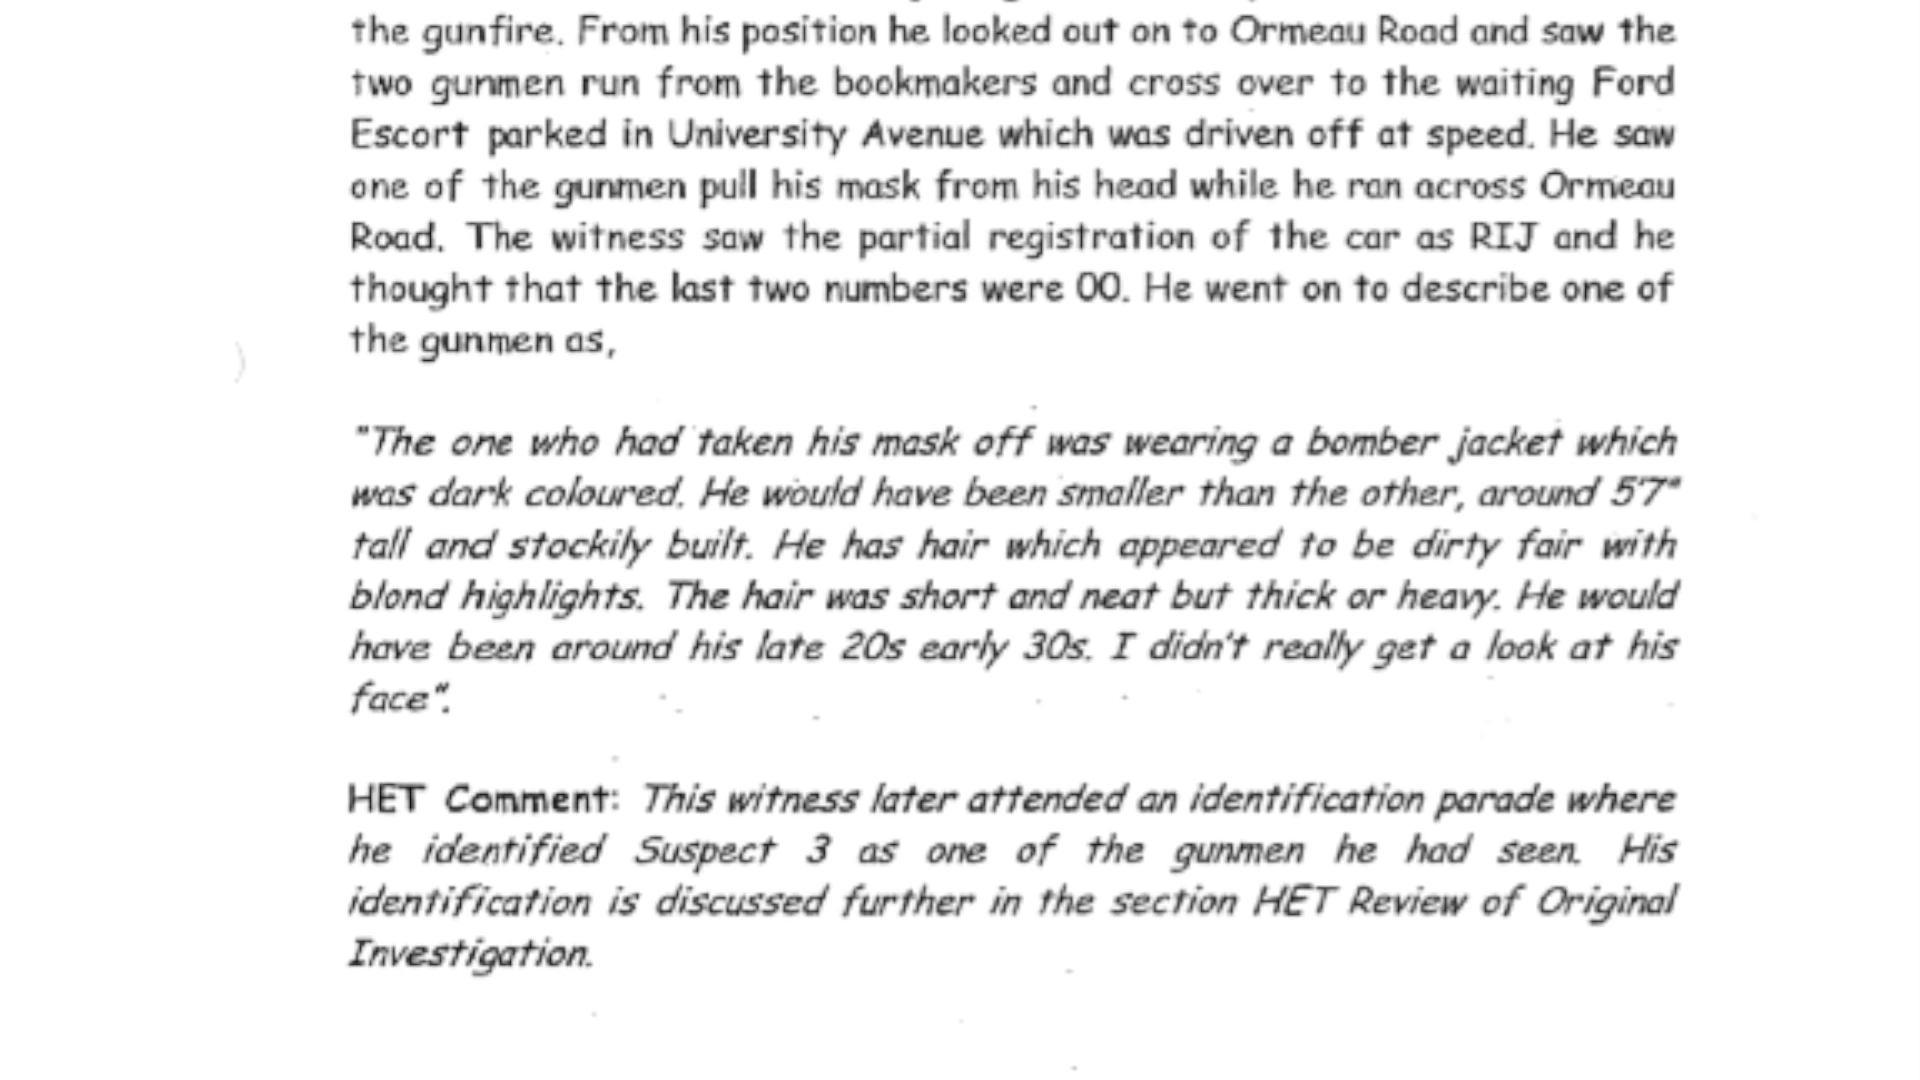 the gunfire. From his position he looked out on to Ormeau Road and saw the
two gunmen run from the bookmakers and cross over to the waiting Ford
Escort parked in University Avenue which was driven off at speed. He saw
one of the gunmen pull his mask from his head while he ran across Ormeau
Road. The witness saw the partial registration of the car as RIJ and he
thought that the last two numbers were 00. He went on to describe one of
the gunmen as,
"The one who had taken his mask off was wearing a bomber jacket which
was dark coloured. He would have been smaller than the other, around 5'7"
tall and stockily built. He has hair which appeared to be dirty fair with
blond highlights. The hair was short and neat but thick or heavy. He would
have been around his late 20s early 30s. I didn't really get a look at his
face".
HET Comment: This witness later attended an identification parade where
he identified Suspect 3 as one of the gunmen he had seen. His
identification is discussed further in the section HET Review of Original
Investigation.